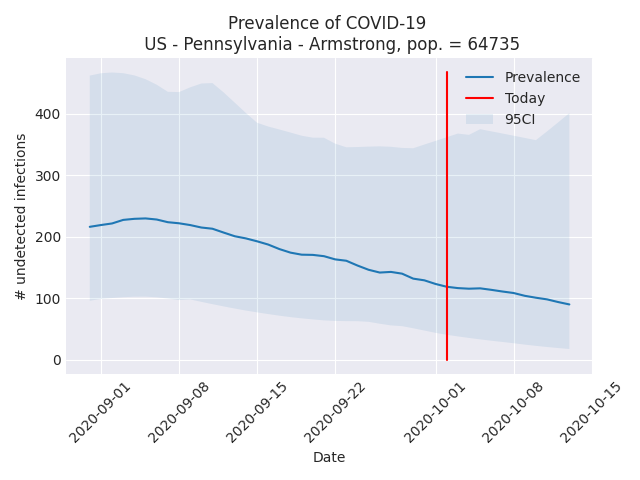 Prevalence of COVID-19
US - Pennsylvania - Armstrong, pop. = 64735
Prevalence
Today
95CI
# undetected infections
400
300
200
100
0
2020-09-01
2020-09-08
2020-09-15
2020-09-22
2020-10-01
2020-10-08
2020-10-15
Date